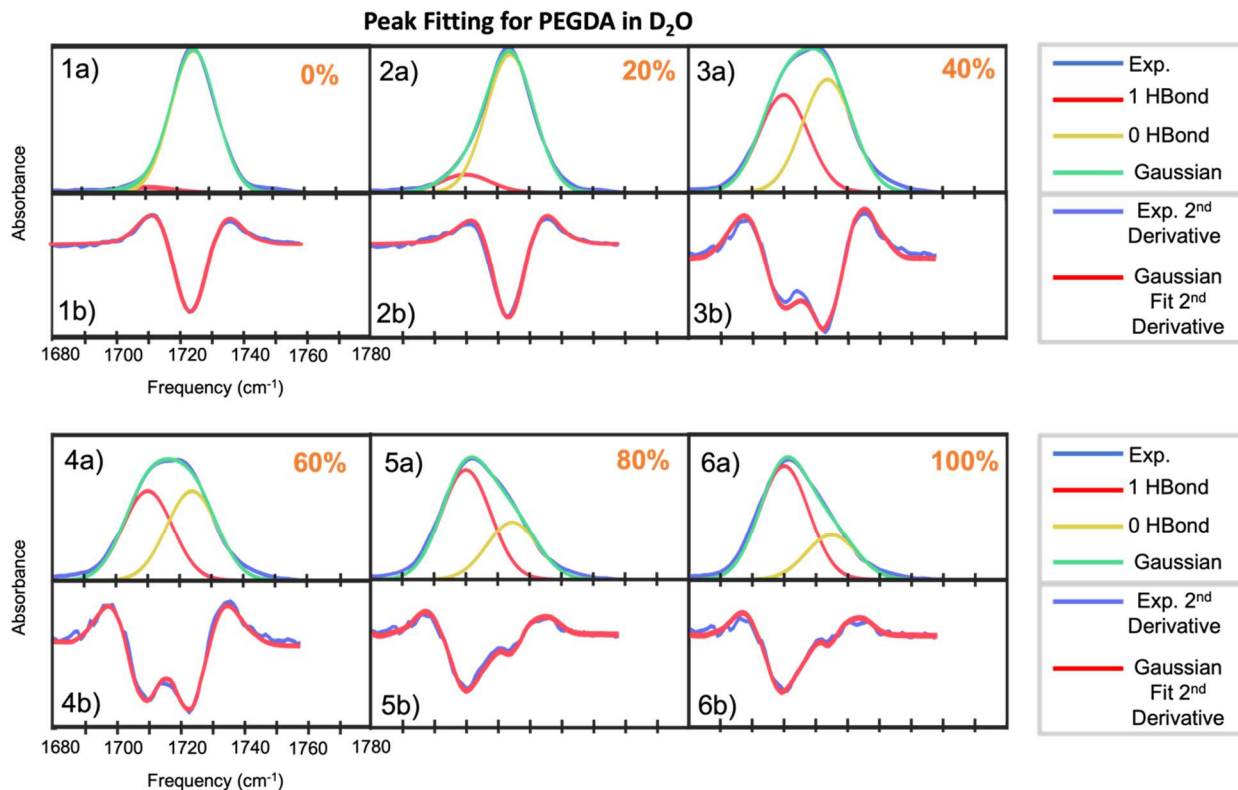 Peak Fitting for PEGDA in D₂O
1a)
0%
2a)
20%
3a)
40%
Absorbance
1b)
2b)
3b)
1680 1700 1720 1740 1760 1780
Frequency (cm⁻¹)
Exp.
1 HBond
0 HBond
Gaussian
Exp. 2ⁿᵈ
Derivative
Gaussian
Fit 2ⁿᵈ
Derivative
4a)
60%
5a)
80%
6a)
100%
Absorbance
4b)
5b)
6b)
1680 1700 1720 1740 1760 1780
Frequency (cm⁻¹)
Exp.
1 HBond
0 HBond
Gaussian
Exp. 2ⁿᵈ
Derivative
Gaussian
Fit 2ⁿᵈ
Derivative